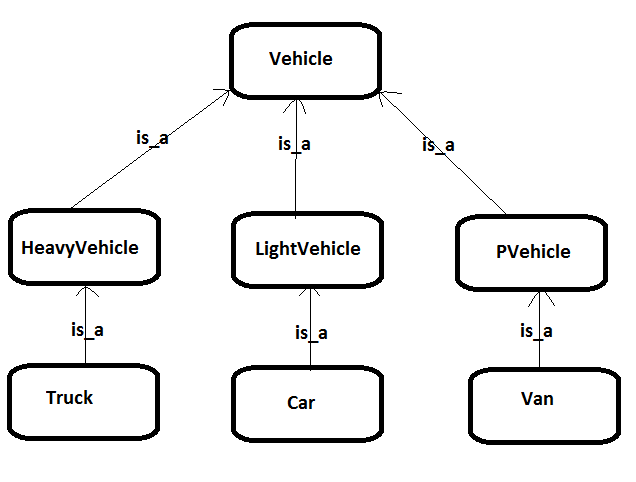 Vehicle
is_a
is_a
is_a
HeavyVehicle
LightVehicle
PVehicle
is_a
is_a
is_a
Truck
Car
Van